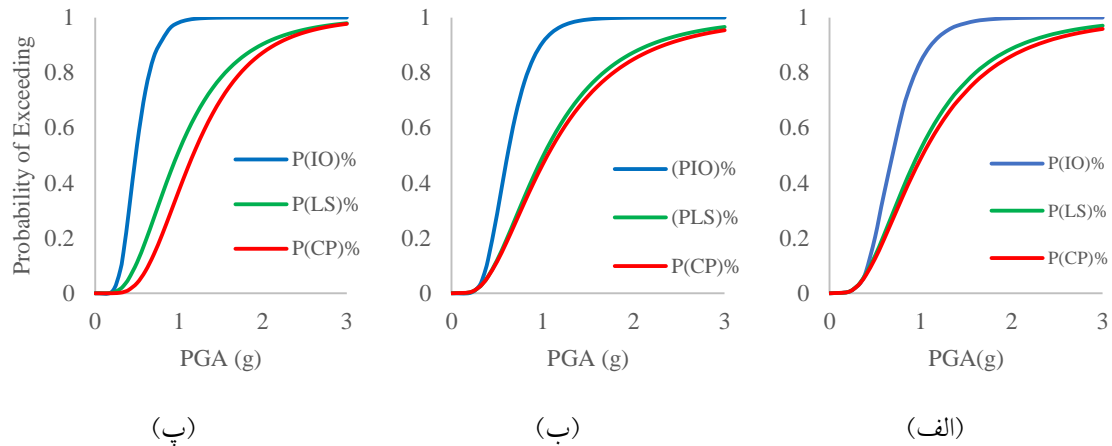 Probability of Exceeding
1
0.8
0.6
0.4
0.2
0
0 1 2 3
PGA (g)
P(IO)%
P(LS)%
P(CP)%
(پ)
1
0.8
0.6
0.4
0.2
0
0 1 2 3
PGA (g)
(PIO)%
(PLS)%
P(CP)%
(ب)
1
0.8
0.6
0.4
0.2
0
0 1 2 3
PGA(g)
P(IO)%
P(LS)%
P(CP)%
(الف)